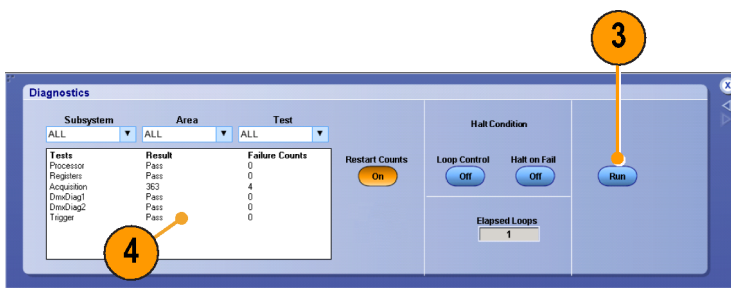 3
Diagnostics
X
Subsystem Area Test
ALL ALL ALL
Halt Condition
Tests Result Failure Counts
Processor Pass 0
Registers Pass 0
Acquisition 363 4
DmxDiag1 Pass 0
DmxDiag2 Pass 0
Trigger Pass 0
Restart Counts
On
Loop Control Halt on Fail
Off Off
Run
Elapsed Loops
1
4